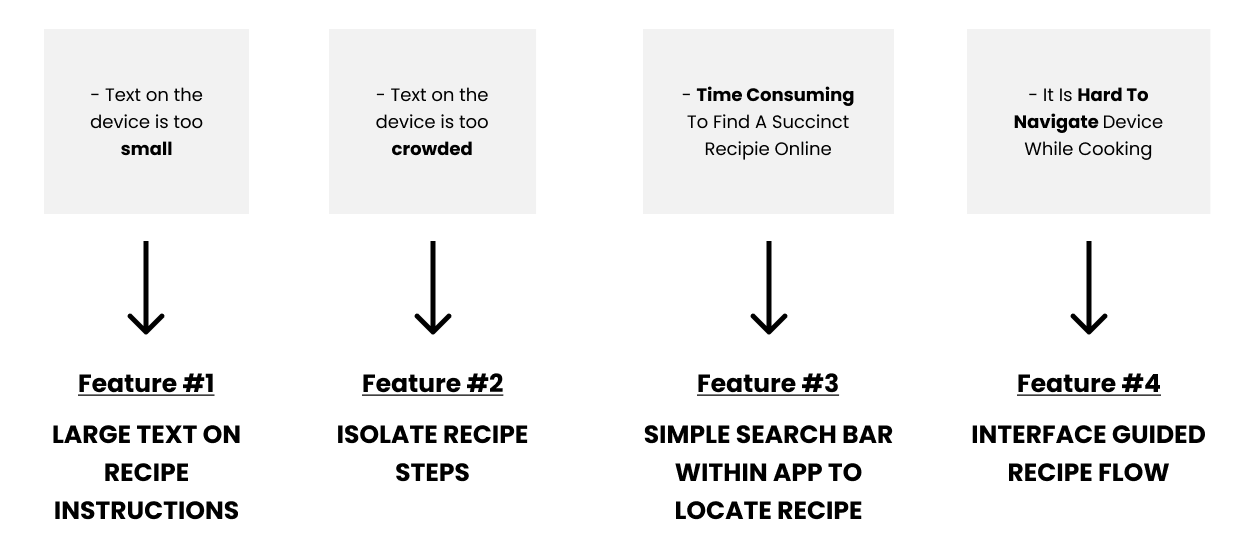 - Text on the
device is too
small
- Text on the
device is too
crowded
- Time Consuming
To Find A Succinct
Recipie Online
- It Is Hard To
Navigate Device
While Cooking
Feature #1
LARGE TEXT ON
RECIPE
INSTRUCTIONS
Feature #2
ISOLATE RECIPE
STEPS
Feature #3
SIMPLE SEARCH BAR
WITHIN APP TO
LOCATE RECIPE
Feature #4
INTERFACE GUIDED
RECIPE FLOW